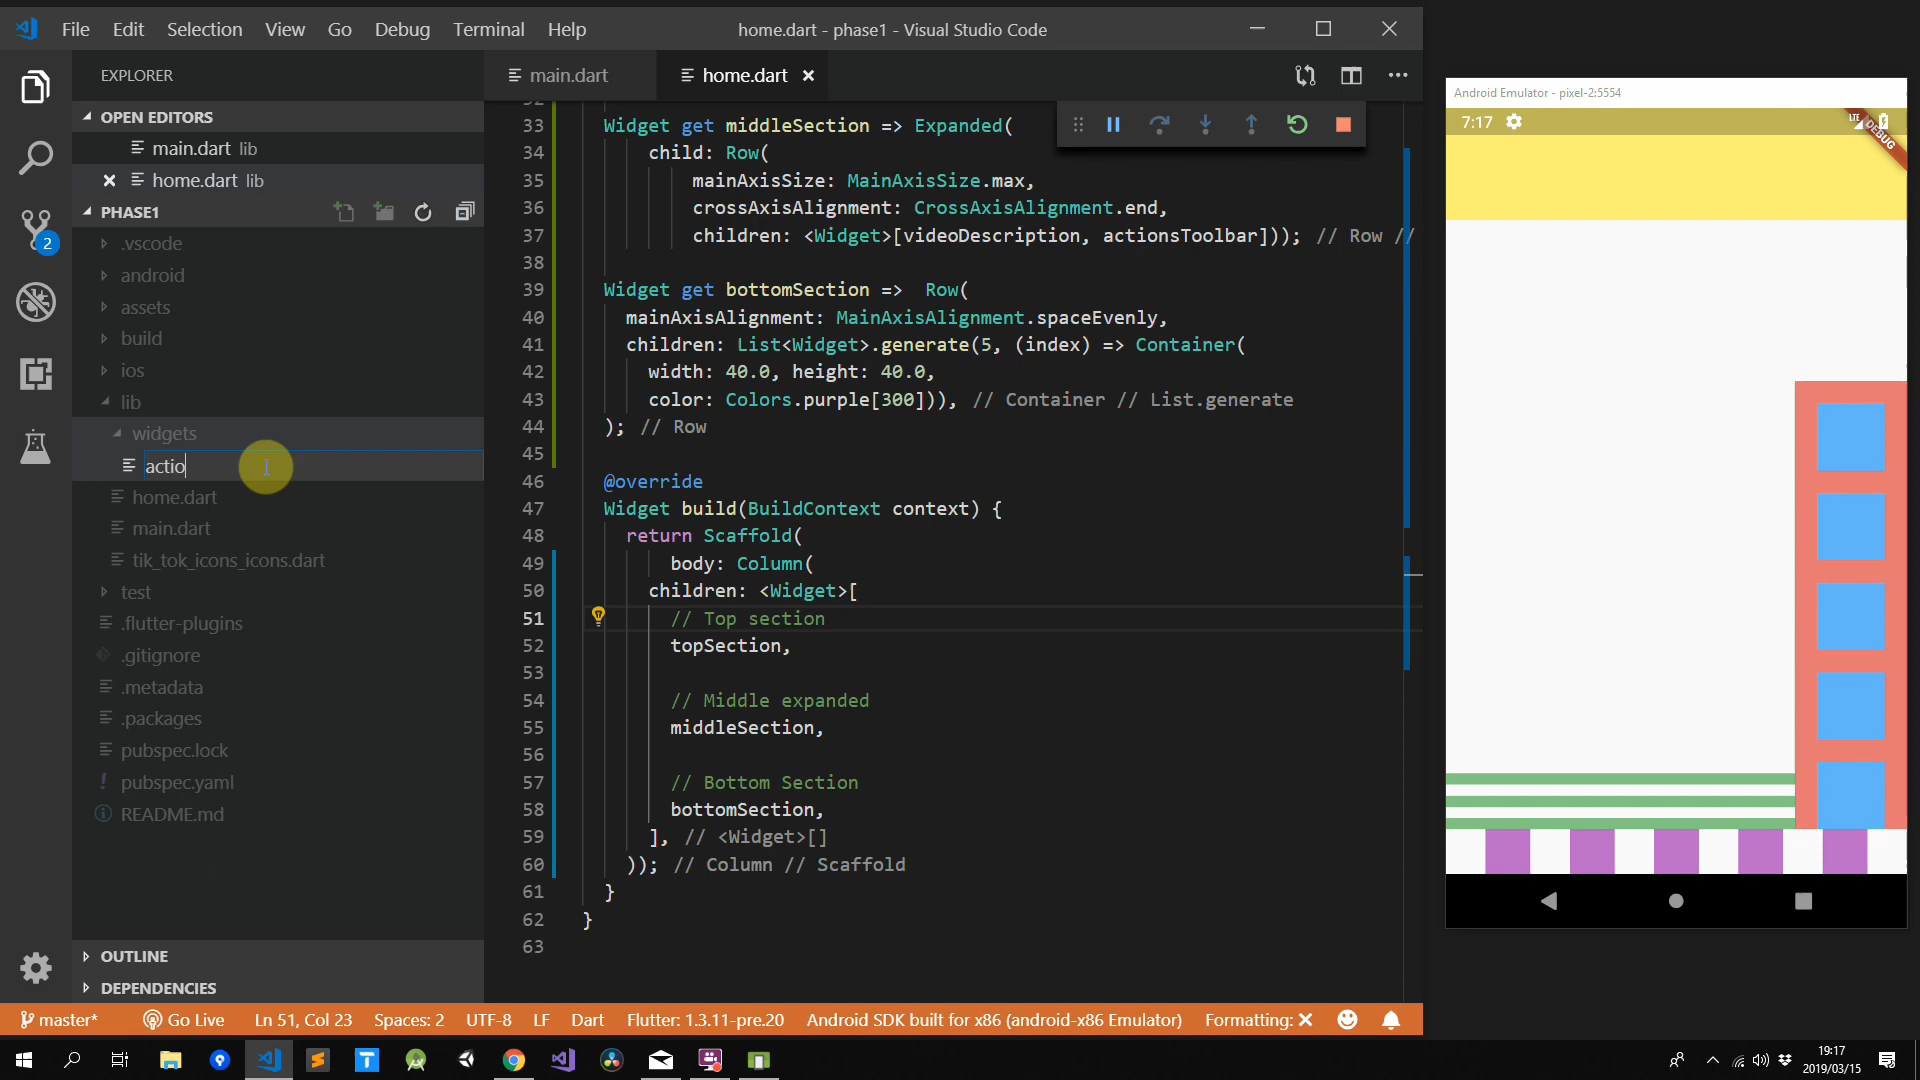 File Edit Selection View Go Debug Terminal Help
home.dart - phase1 - Visual Studio Code
EXPLORER
OPEN EDITORS
main.dart lib
home.dart lib
PHASE1
.vscode
android
assets
build
ios
lib
widgets
actio
home.dart
main.dart
tik_tok_icons_icons.dart
test
.flutter-plugins
.gitignore
.metadata
.packages
pubspec.lock
pubspec.yaml
README.md
OUTLINE
DEPENDENCIES
2
main.dart
home.dart
32
33 Widget get middleSection => Expanded(
34 child: Row(
35 mainAxisSize: MainAxisSize.max,
36 crossAxisAlignment: CrossAxisAlignment.end,
37 children: <Widget>[videoDescription, actionsToolbar])); // Row //
38
39 Widget get bottomSection =>  Row(
40 mainAxisAlignment: MainAxisAlignment.spaceEvenly,
41 children: List<Widget>.generate(5, (index) => Container(
42 width: 40.0, height: 40.0,
43 color: Colors.purple[300])), // Container // List.generate
44 ); // Row
45
46 @override
47 Widget build(BuildContext context) {
48 return Scaffold(
49 body: Column(
50 children: <Widget>[
51 // Top section
52 topSection,
53
54 // Middle expanded
55 middleSection,
56
57 // Bottom Section
58 bottomSection,
59 ], // <Widget>[]
60 )); // Column // Scaffold
61 }
62 }
63
Android Emulator - pixel-2:5554
7:17
LTE
DEBUG
master* Go Live Ln 51, Col 23 Spaces: 2 UTF-8 LF Dart Flutter: 1.3.11-pre.20 Android SDK built for x86 (android-x86 Emulator) Formatting: ✕
19:17
2019/03/15